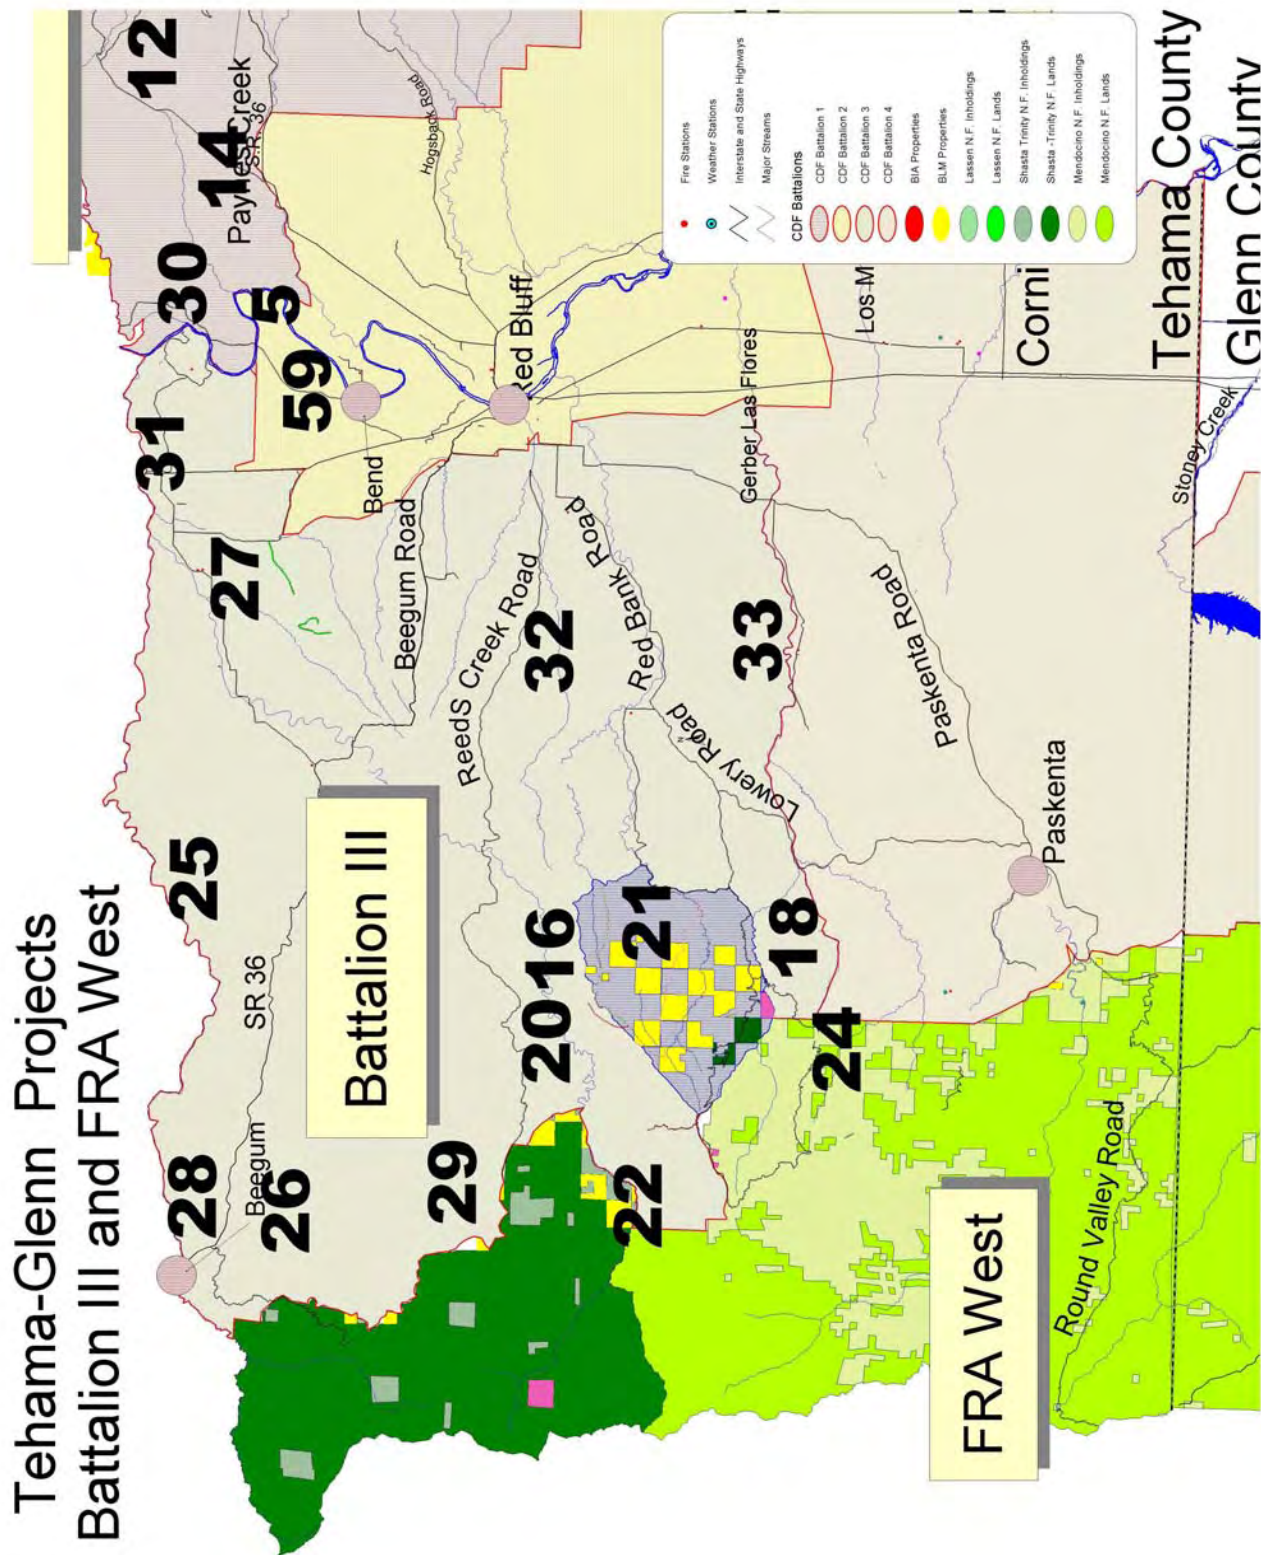 Tehama-Glenn Projects
Battalion III and FRA West
28
Beegum
26
SR 36
25
27
31
30
14
12
Paynes Creek
S.R. 36
Hogsback Road
5
59
Bend
Red Bluff
Battalion III
29
Beegum Road
ReedS Creek Road
32
Red Bank Road
20
16
21
22
Lowery Road
33
Gerber Las Flores
18
24
Los M
Corni
Paskenta Road
Paskenta
FRA West
Round Valley Road
Stoney Creek
Tehama County
Glenn County
Fire Stations
Weather Stations
Interstate and State Highways
Major Streams
CDF Battalions
CDF Battalion 1
CDF Battalion 2
CDF Battalion 3
CDF Battalion 4
BIA Properties
BLM Properties
Lassen N.F. Inholdings
Lassen N.F. Lands
Shasta Trinity N.F. Inholdings
Shasta -Trinity N.F. Lands
Mendocino N.F. Inholdings
Mendocino N.F. Lands